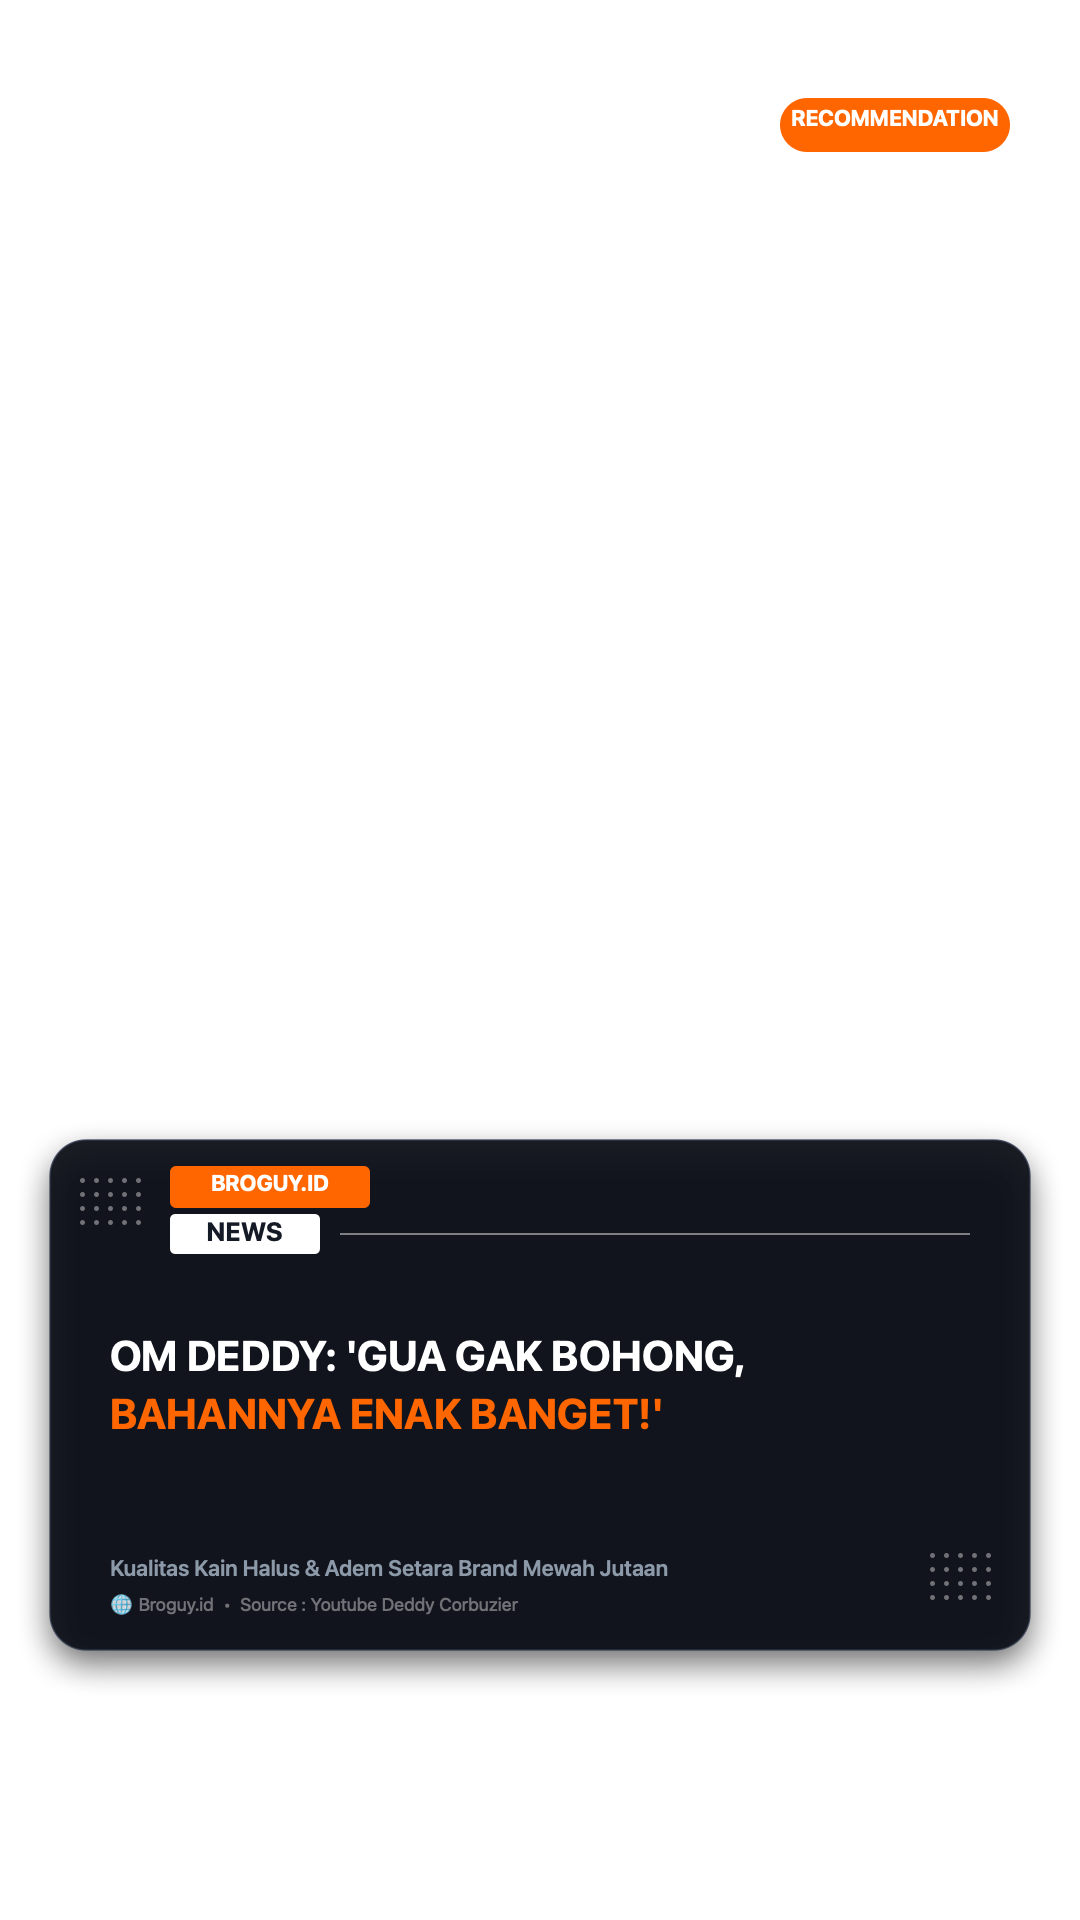 RECOMMENDATION
BROGUY.ID
NEWS
OM DEDDY: 'GUA GAK BOHONG,
BAHANNYA ENAK BANGET!'
Kualitas Kain Halus & Adem Setara Brand Mewah Jutaan
🌐 Broguy.id • Source : Youtube Deddy Corbuzier